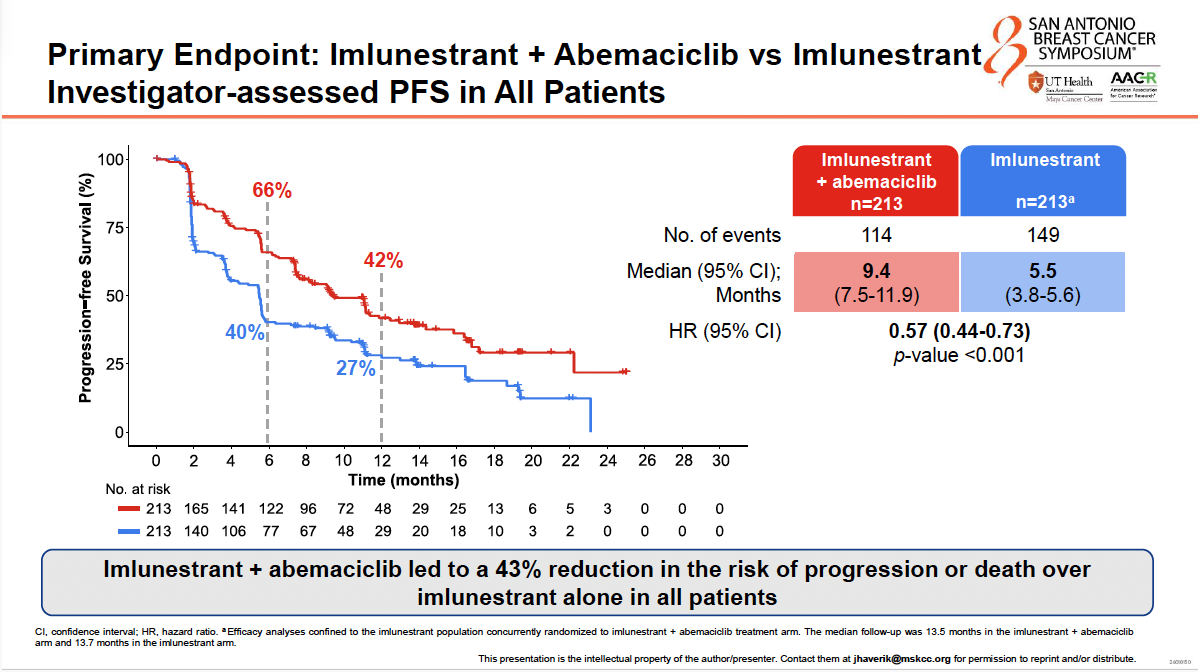 Primary Endpoint: Imlunestrant + Abemaciclib vs Imlunestrant
Investigator-assessed PFS in All Patients
SAN ANTONIO
BREAST CANCER
SYMPOSIUM®
UT Health
San Antonio
Mays Cancer Center
AACR
American Association
for Cancer Research®
Progression=free Survival (%)
100
75
50
25
0
66%
42%
40%
27%
0 2 4 6 8 10 12 14 16 18 20 22 24 26 28 30
Time (months)
No. at risk
213 165 141 122 96 72 48 29 25 13 6 5 3 0 0 0
213 140 106 77 67 48 29 20 18 10 3 2 0 0 0 0
Imlunestrant
+ abemaciclib
n=213
Imlunestrant
n=213ª
No. of events 114 149
Median (95% CI);
Months
9.4
(7.5-11.9)
5.5
(3.8-5.6)
HR (95% CI) 0.57 (0.44-0.73)
p-value <0.001
Imlunestrant + abemaciclib led to a 43% reduction in the risk of progression or death over
imlunestrant alone in all patients
CI, confidence interval; HR, hazard ratio. ª Efficacy analyses confined to the imlunestrant population concurrently randomized to imlunestrant + abemaciclib treatment arm. The median follow-up was 13.5 months in the imlunestrant + abemaciclib
arm and 13.7 months in the imlunestrant arm.
This presentation is the intellectual property of the author/presenter. Contact them at jhaverik@mskcc.org for permission to reprint and/or distribute.